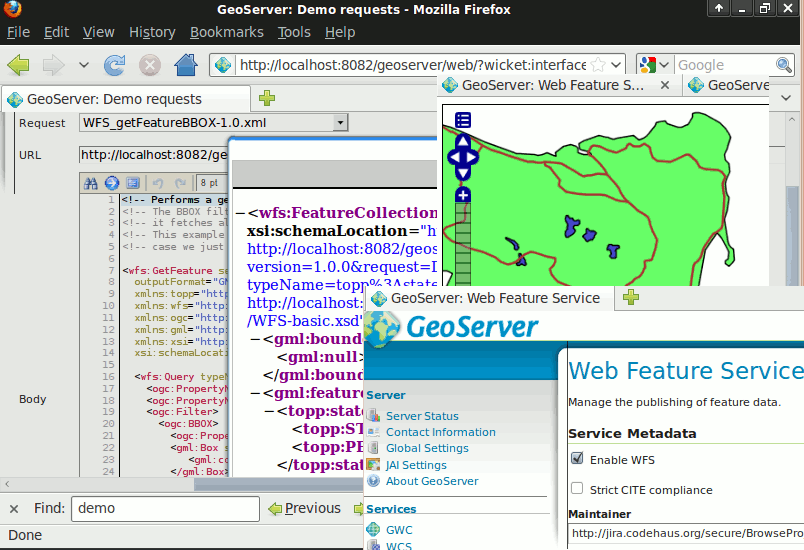 GeoServer: Demo requests - Mozilla Firefox
File Edit View History Bookmarks Tools Help
http://localhost:8082/geoserver/web/?wicket:interface
Google
GeoServer: Demo requests
GeoServer: Web Feature S...
GeoServe
Request
WFS_getFeatureBBOX-1.0.xml
URL
http://localhost:8082/ge
8 pt
1 <!-- Performs a ge
2 <!-- The BBOX filt
3 <!-- it fetches al
4 <!-- This example
5 <!-- case we just
6
7 <wfs:GetFeature se
8 outputFormat="GM
9 xmlns:topp="http
10 xmlns:wfs="http:
11 xmlns:ogc="http:
12 xmlns:gml="http:
13 xmlns:xsi="http:
14 xsi:schemaLocati
15
16 <wfs:Query typeN
17 <ogc:PropertyN
18 <ogc:PropertyN
19 <ogc:Filter>
20 <ogc:BBOX>
21 <ogc:Prope
22 <gml:Box s
23 <gml:co
24 </gml:Box>
Body
−<wfs:FeatureCollection
xsi:schemaLocation="h
http://localhost:8082/geos
version=1.0.0&request=D
typeName=topp%3Astate
http://localhost:8082/geos
/WFS-basic.xsd"
−<gml:bound
<gml:null>
</gml:bound
−<gml:feature
−<topp:state
<topp:ST
<topp:PE
</topp:stat
GeoServer: Web Feature Service
GeoServer
Server
Server Status
Contact Information
Global Settings
JAI Settings
About GeoServer
Services
GWC
WCS
Web Feature Service
Manage the publishing of feature data.
Service Metadata
Enable WFS
Strict CITE compliance
Maintainer
http://jira.codehaus.org/secure/BrowsePro
Find: demo Previous
Done